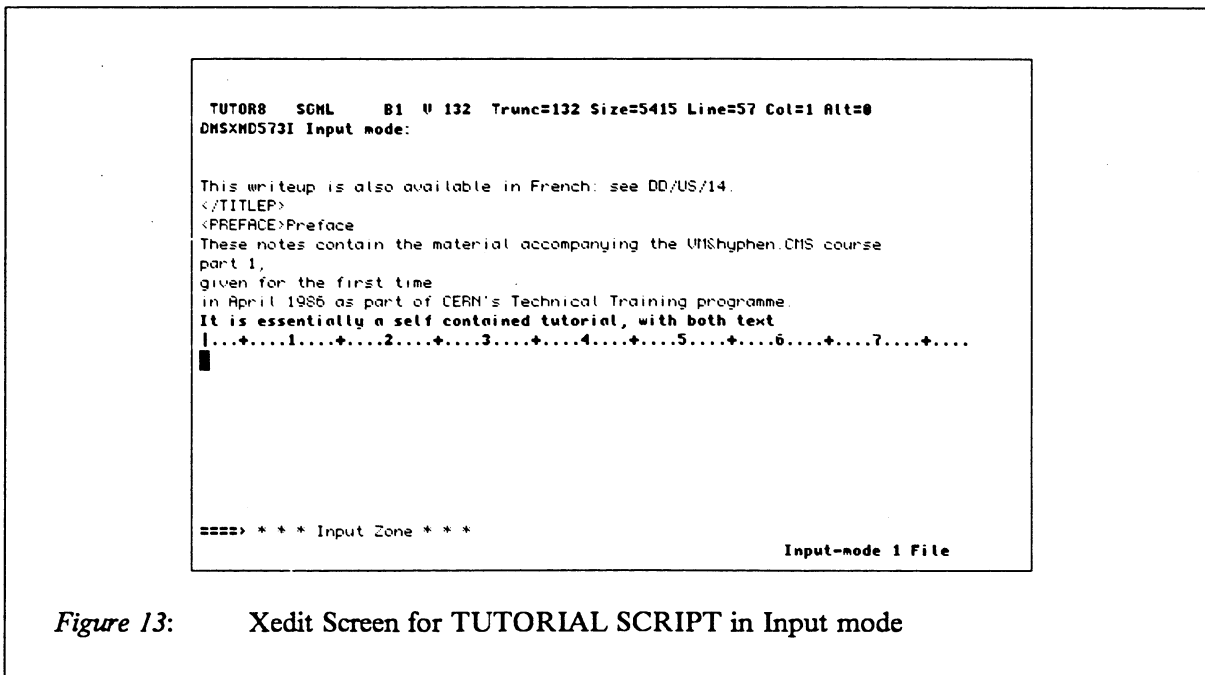 TUTOR8 SGML B1 V 132 Trunc=132 Size=5415 Line=57 Col=1 Alt=0
DMSXMD573I Input mode:
This writeup is also available in French: see DD/US/14.
</TITLEP>
<PREFACE>Preface
These notes contain the material accompanying the VM&hyphen.CMS course
part 1,
given for the first time
in April 1986 as part of CERN's Technical Training programme.
It is essentially a self contained tutorial, with both text
|...+....1....+....2....+....3....+....4....+....5....+....6....+....7....+....
====> * * * Input Zone * * *
Input-mode 1 File
Figure 13: Xedit Screen for TUTORIAL SCRIPT in Input mode